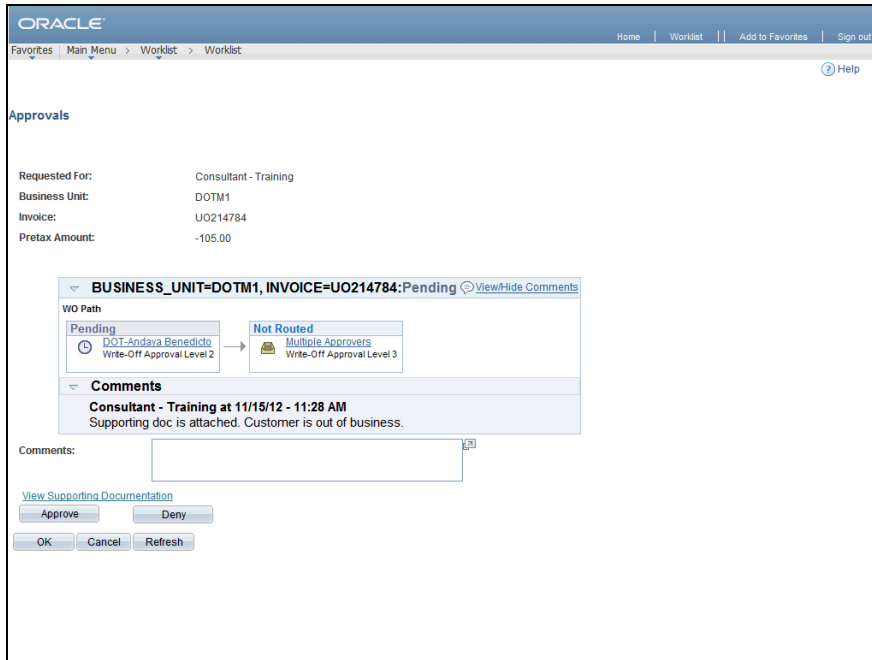 ORACLE
Home | Worklist || Add to Favorites | Sign out
Favorites | Main Menu > Worklist > Worklist
? Help
Approvals
Requested For: Consultant - Training
Business Unit: DOTM1
Invoice: UO214784
Pretax Amount: -105.00
BUSINESS_UNIT=DOTM1, INVOICE=UO214784:Pending View/Hide Comments
WO Path
Pending Not Routed
DOT-Andaya Benedicto Multiple Approvers
Write-Off Approval Level 2 Write-Off Approval Level 3
Comments
Consultant - Training at 11/15/12 - 11:28 AM
Supporting doc is attached. Customer is out of business.
Comments:
View Supporting Documentation
Approve Deny
OK Cancel Refresh